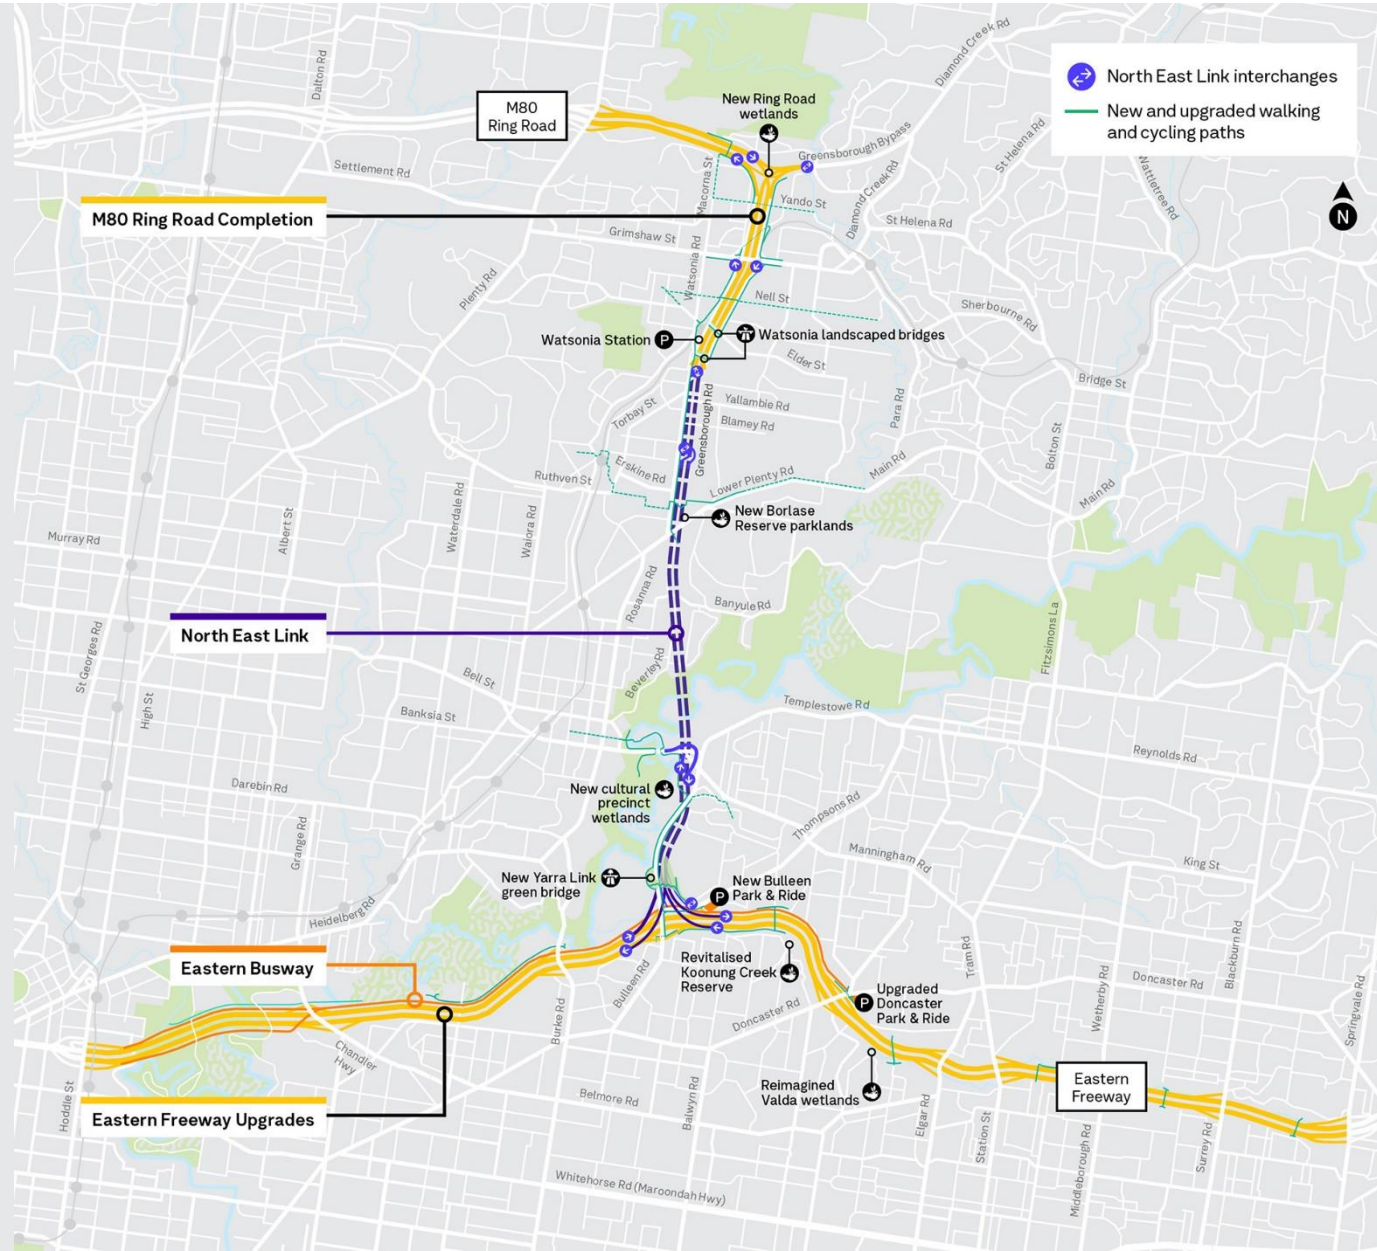 North East Link interchanges
New and upgraded walking
and cycling paths
N
M80
Ring Road
New Ring Road
wetlands
Dalton Rd
Diamond Creek Rd
Settlement Rd
Macorna St
Greensborough Bypass
St Helena Rd
Wattletree Rd
M80 Ring Road Completion
Yando St
Diamond Creek Rd
St Helena Rd
Grimshaw St
Watsonia Rd
Plenty Rd
Nell St
Sherbourne Rd
Watsonia Station
P
Watsonia landscaped bridges
Elder St
Bridge St
Torbay St
Greensborough Rd
Yallambie Rd
Blamey Rd
Para Rd
Bolton St
Erskine Rd
Ruthven St
Lower Plenty Rd
Main Rd
Main Rd
New Borlase
Reserve parklands
Murray Rd
Albert St
Waterdale Rd
Waiora Rd
Rosanna Rd
Banyule Rd
Fitzsimons La
North East Link
St Georges Rd
High St
Bell St
Beverley Rd
Banksia St
Templestowe Rd
Reynolds Rd
Darebin Rd
New cultural
precinct
wetlands
Thompsons Rd
Grange Rd
Manningham Rd
King St
New Yarra Link
green bridge
New Bulleen
Park & Ride
P
Heidelberg Rd
Eastern Busway
Bulleen Rd
Revitalised
Koonung Creek
Reserve
Tram Rd
Blackburn Rd
Doncaster Rd
Wetherby Rd
Springvale Rd
Burke Rd
Doncaster Rd
P
Upgraded
Doncaster
Park & Ride
Chandler
Hwy
Hoddle St
Eastern Freeway Upgrades
Belmore Rd
Balwyn Rd
Reimagined
Valda wetlands
Elgar Rd
Station St
Eastern
Freeway
Middleborough Rd
Surrey Rd
Whitehorse Rd (Maroondah Hwy)